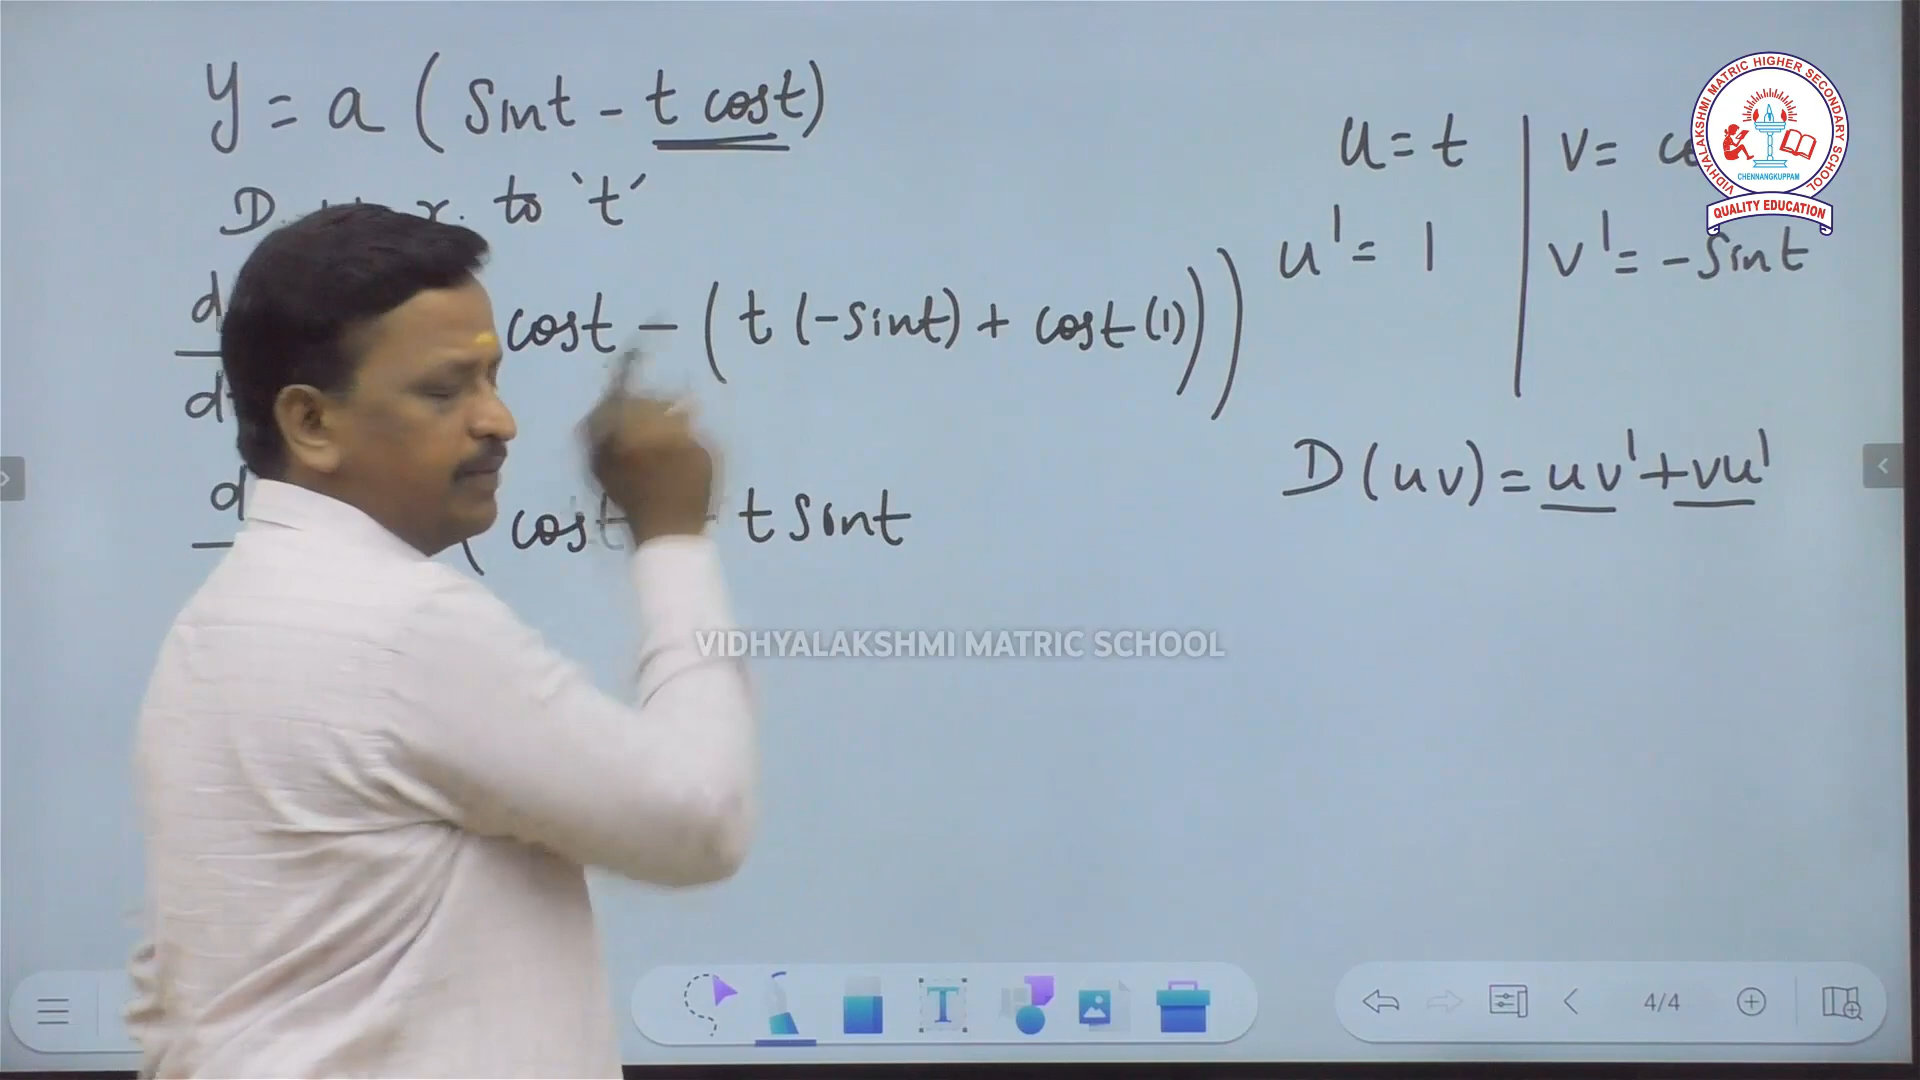 y = a ( Sint - t cost)
D. to 't'
cost - ( t (-sint) + cost (1) ) )
( cost t sint
u = t v =
u' = 1 v' = - Sint
D ( u v ) = uv' + vu'
VIDHYALAKSHMI MATRIC HIGHER SECONDARY SCHOOL
CHENNANGKUPPAM
QUALITY EDUCATION
VIDHYALAKSHMI MATRIC SCHOOL
T
4/4